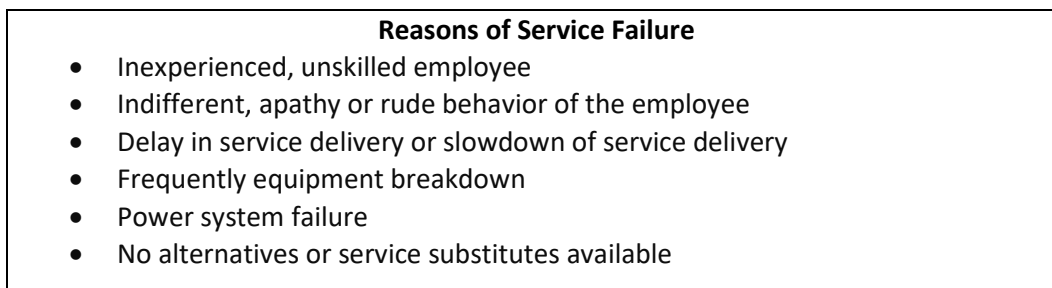 Reasons of Service Failure
• Inexperienced, unskilled employee
• Indifferent, apathy or rude behavior of the employee
• Delay in service delivery or slowdown of service delivery
• Frequently equipment breakdown
• Power system failure
• No alternatives or service substitutes available